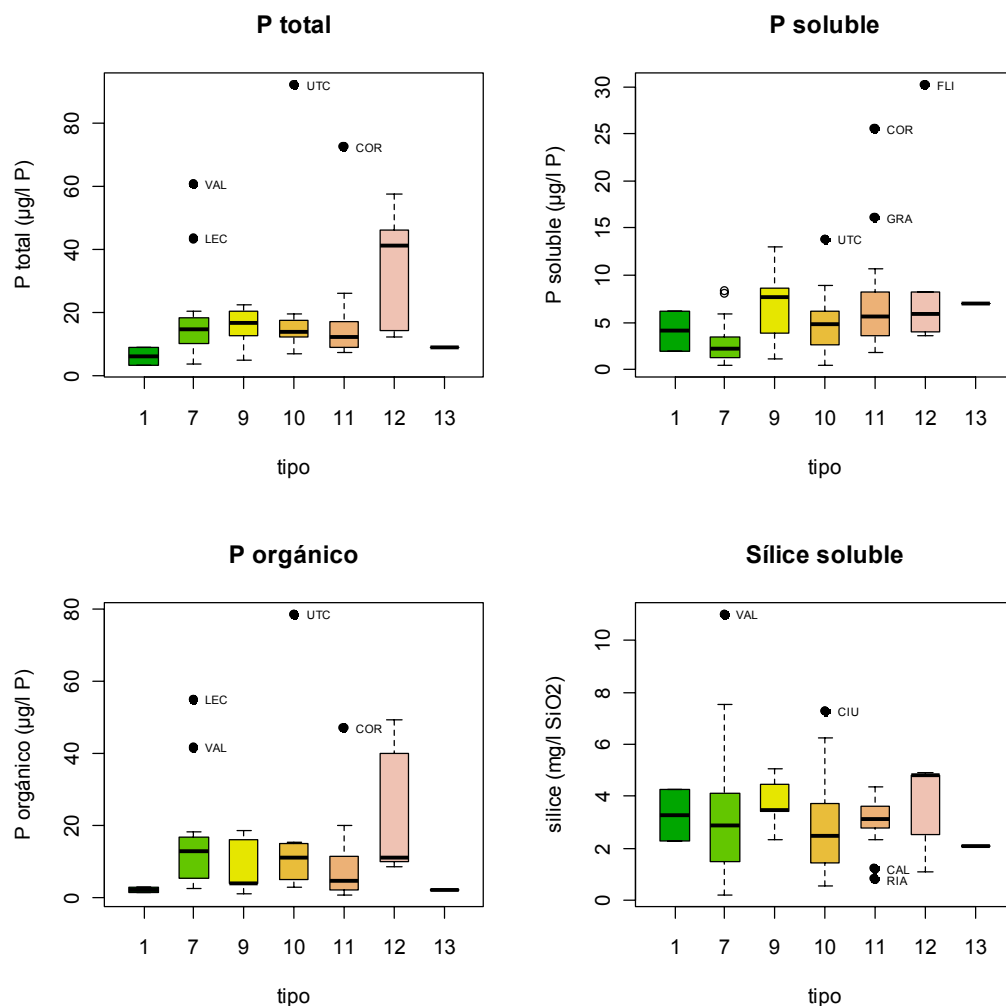 P total
P total (µg/l P)
80
60
40
20
0
UTC
COR
VAL
LEC
1 7 9 10 11 12 13
tipo
P soluble
P soluble (µg/l P)
30
25
20
15
10
5
0
FLI
COR
GRA
UTC
1 7 9 10 11 12 13
tipo
P orgánico
P orgánico (µg/l P)
80
60
40
20
0
UTC
LEC
COR
VAL
1 7 9 10 11 12 13
tipo
Sílice soluble
silice (mg/l SiO2)
10
8
6
4
2
0
VAL
CIU
CAL
RIA
1 7 9 10 11 12 13
tipo